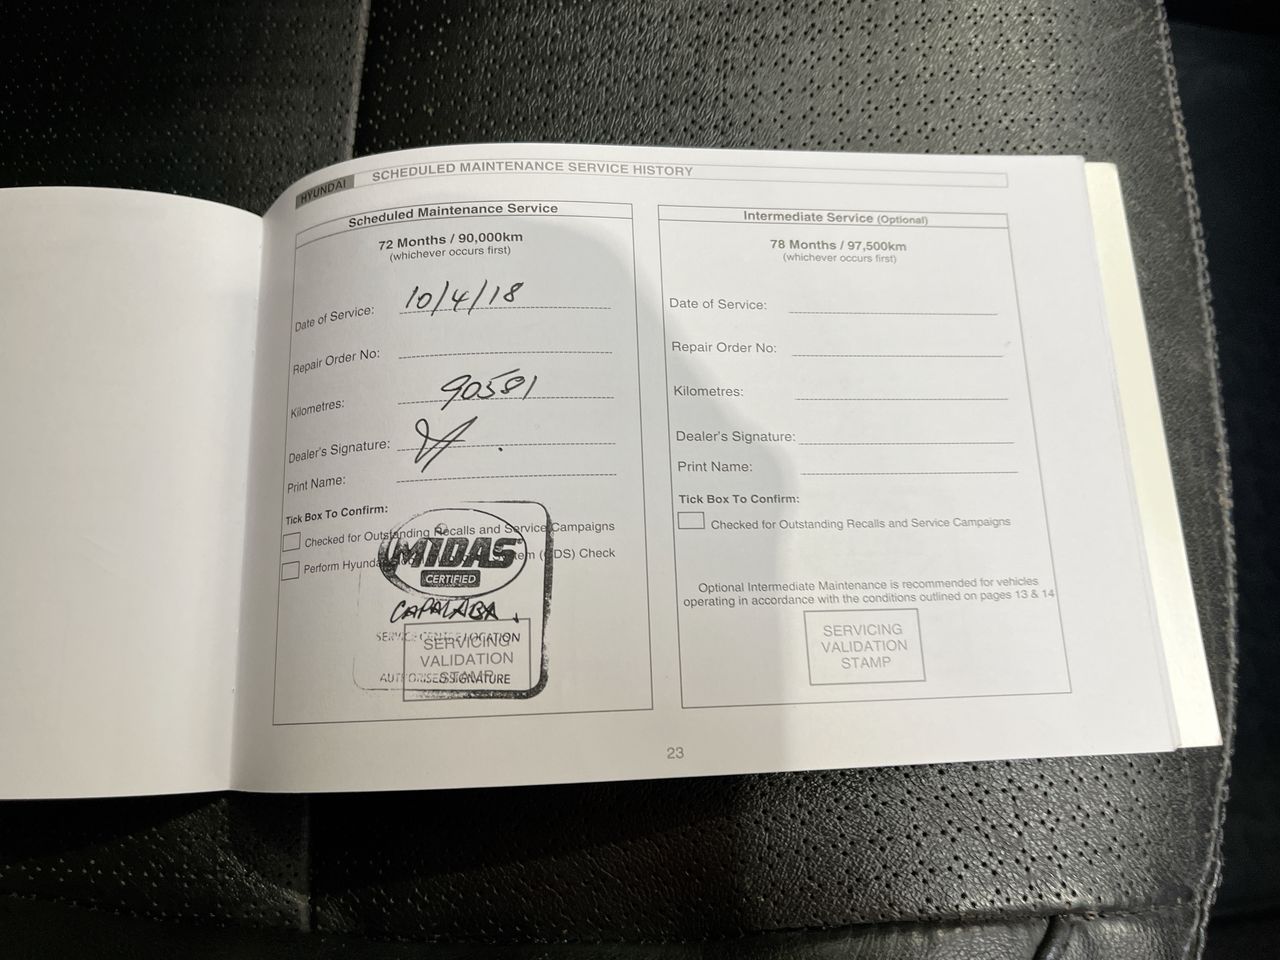 HYUNDAI SCHEDULED MAINTENANCE SERVICE HISTORY
Scheduled Maintenance Service
72 Months / 90,000km
(whichever occurs first)
Date of Service: 10/4/18
Repair Order No:
Kilometres: 90581
Dealer's Signature:
Print Name:
Tick Box To Confirm:
Checked for Outstanding Recalls and Service Campaigns
Perform Hyundai DS) Check
MIDAS
CERTIFIED
CAPALABA
SERVICE CENTRE LOCATION
SERVICING
VALIDATION
STAMP
AUTHORISED SIGNATURE
Intermediate Service (Optional)
78 Months / 97,500km
(whichever occurs first)
Date of Service:
Repair Order No:
Kilometres:
Dealer's Signature:
Print Name:
Tick Box To Confirm:
Checked for Outstanding Recalls and Service Campaigns
Optional Intermediate Maintenance is recommended for vehicles
operating in accordance with the conditions outlined on pages 13 & 14
SERVICING
VALIDATION
STAMP
23